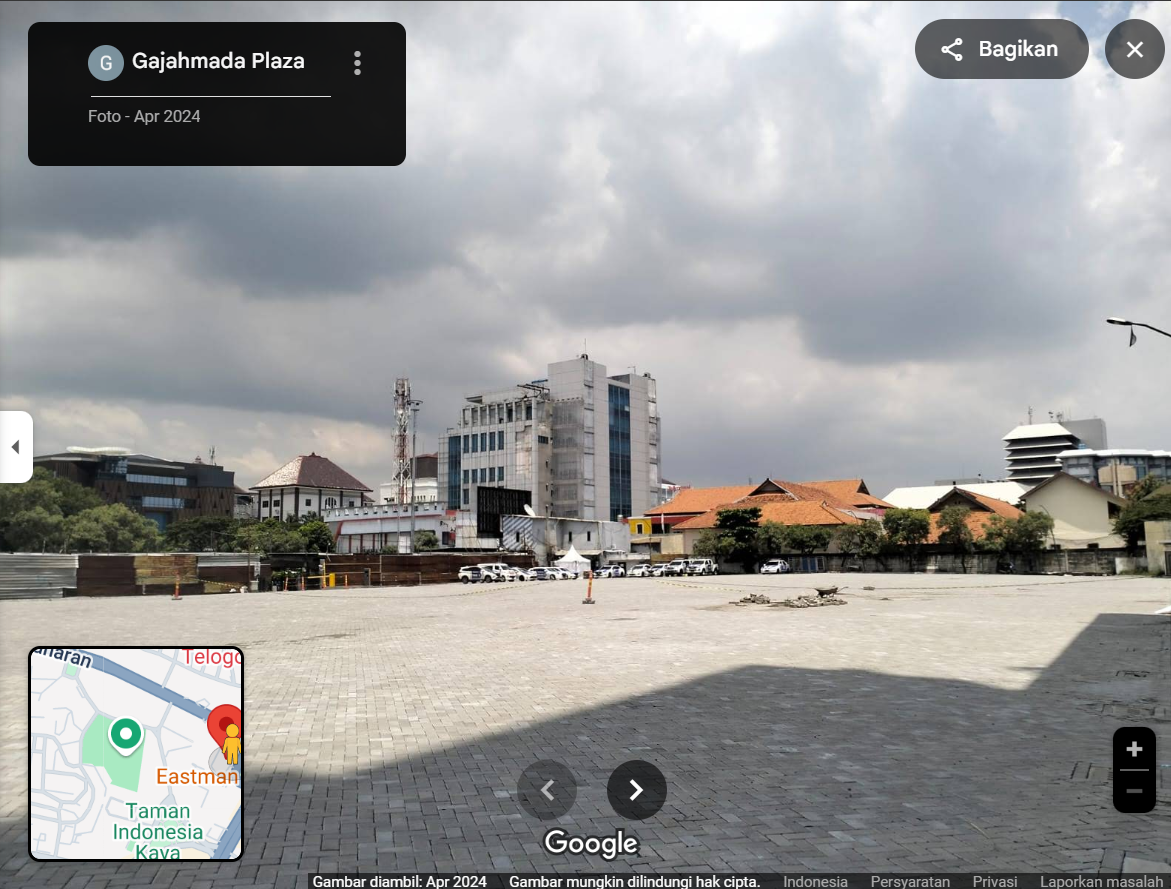 G
Gajahmada Plaza
Foto - Apr 2024
Bagikan
Telogo
Eastman
Taman
Indonesia
Kaya
Google
Gambar diambil: Apr 2024 Gambar mungkin dilindungi hak cipta. Indonesia Persyaratan Privasi Laporkan masalah